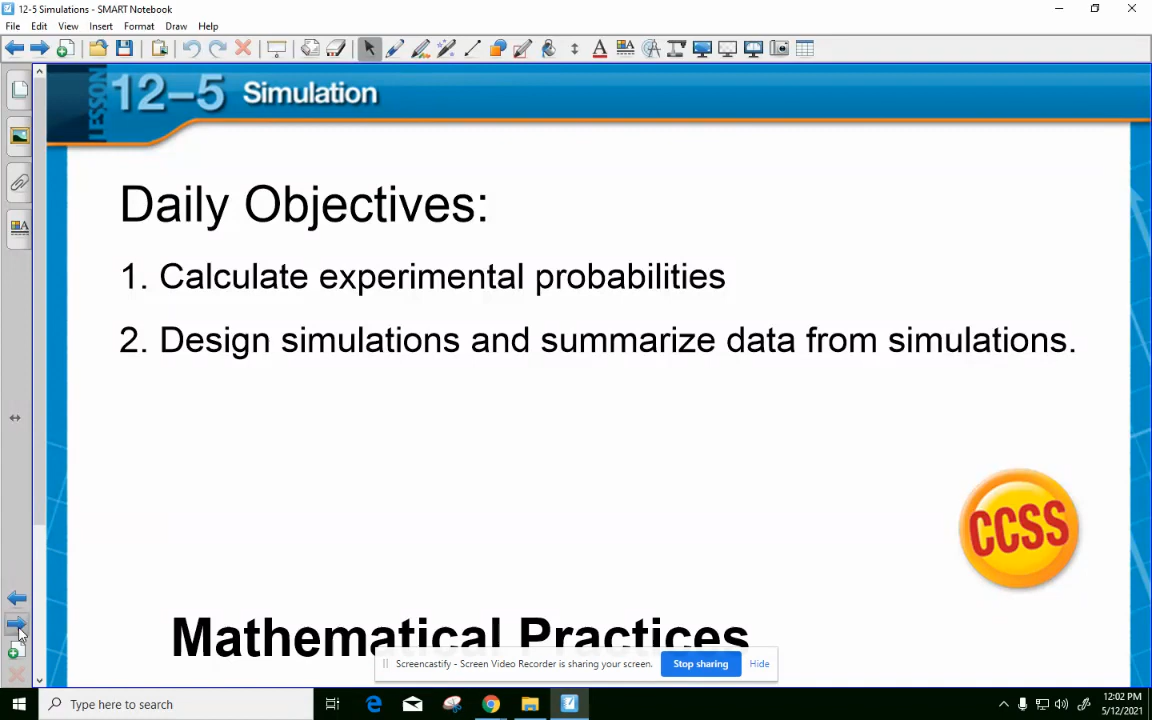 12-5 Simulations - SMART Notebook
File Edit View Insert Format Draw Help
LESSON 12–5 Simulation
Daily Objectives:
1. Calculate experimental probabilities
2. Design simulations and summarize data from simulations.
CCSS
Mathematical Practices
Screencastify - Screen Video Recorder is sharing your screen. Stop sharing Hide
Type here to search
12:02 PM
5/12/2021